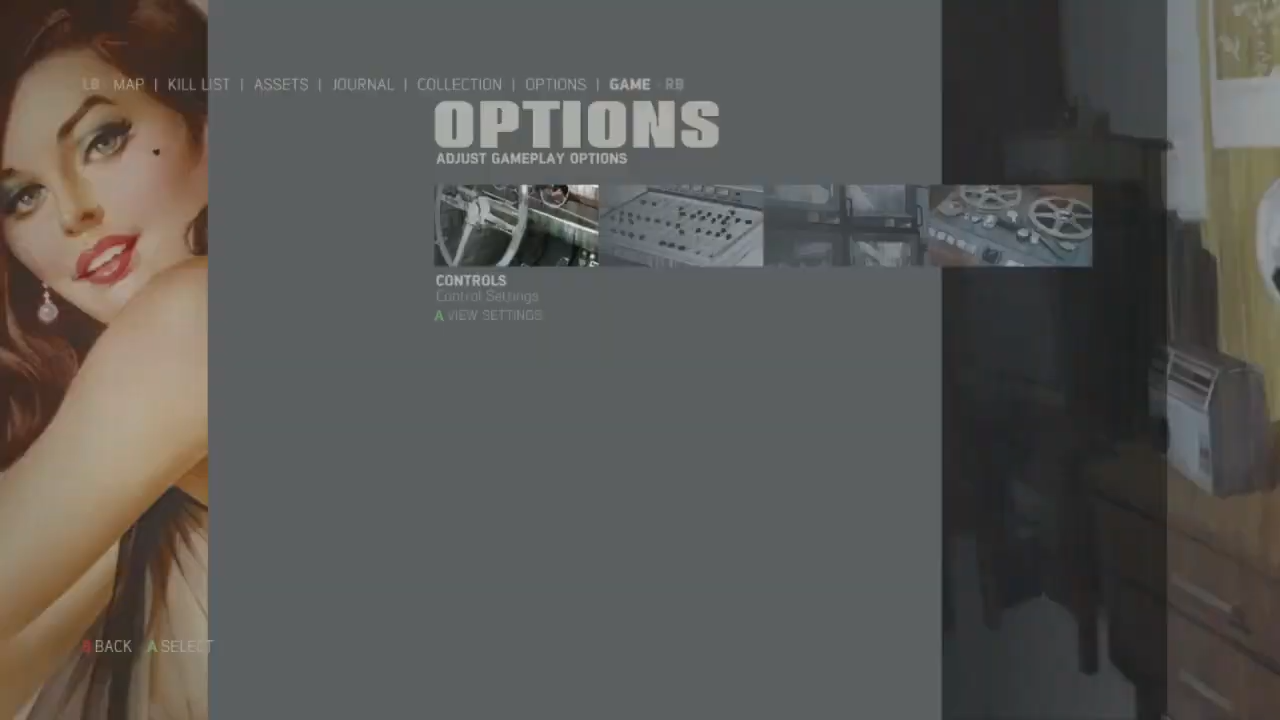 LB MAP | KILL LIST | ASSETS | JOURNAL | COLLECTION | OPTIONS | GAME RB
OPTIONS
ADJUST GAMEPLAY OPTIONS
CONTROLS
Control Settings
A VIEW SETTINGS
B BACK A SELECT